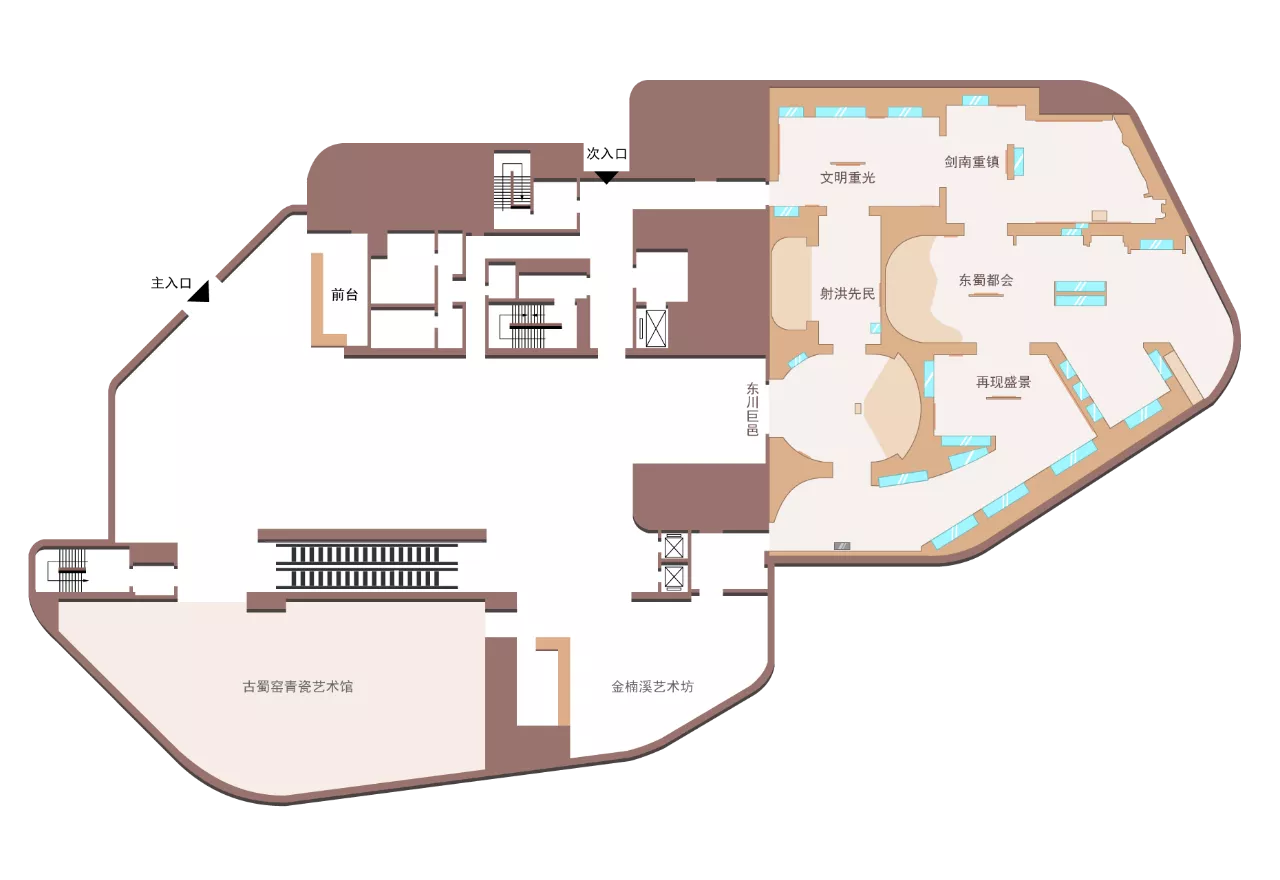 次入口
文明重光
剑南重镇
主入口
前台
射洪先民
东蜀都会
再现盛景
东川巨邑
古蜀窑青瓷艺术馆
金楠溪艺术坊